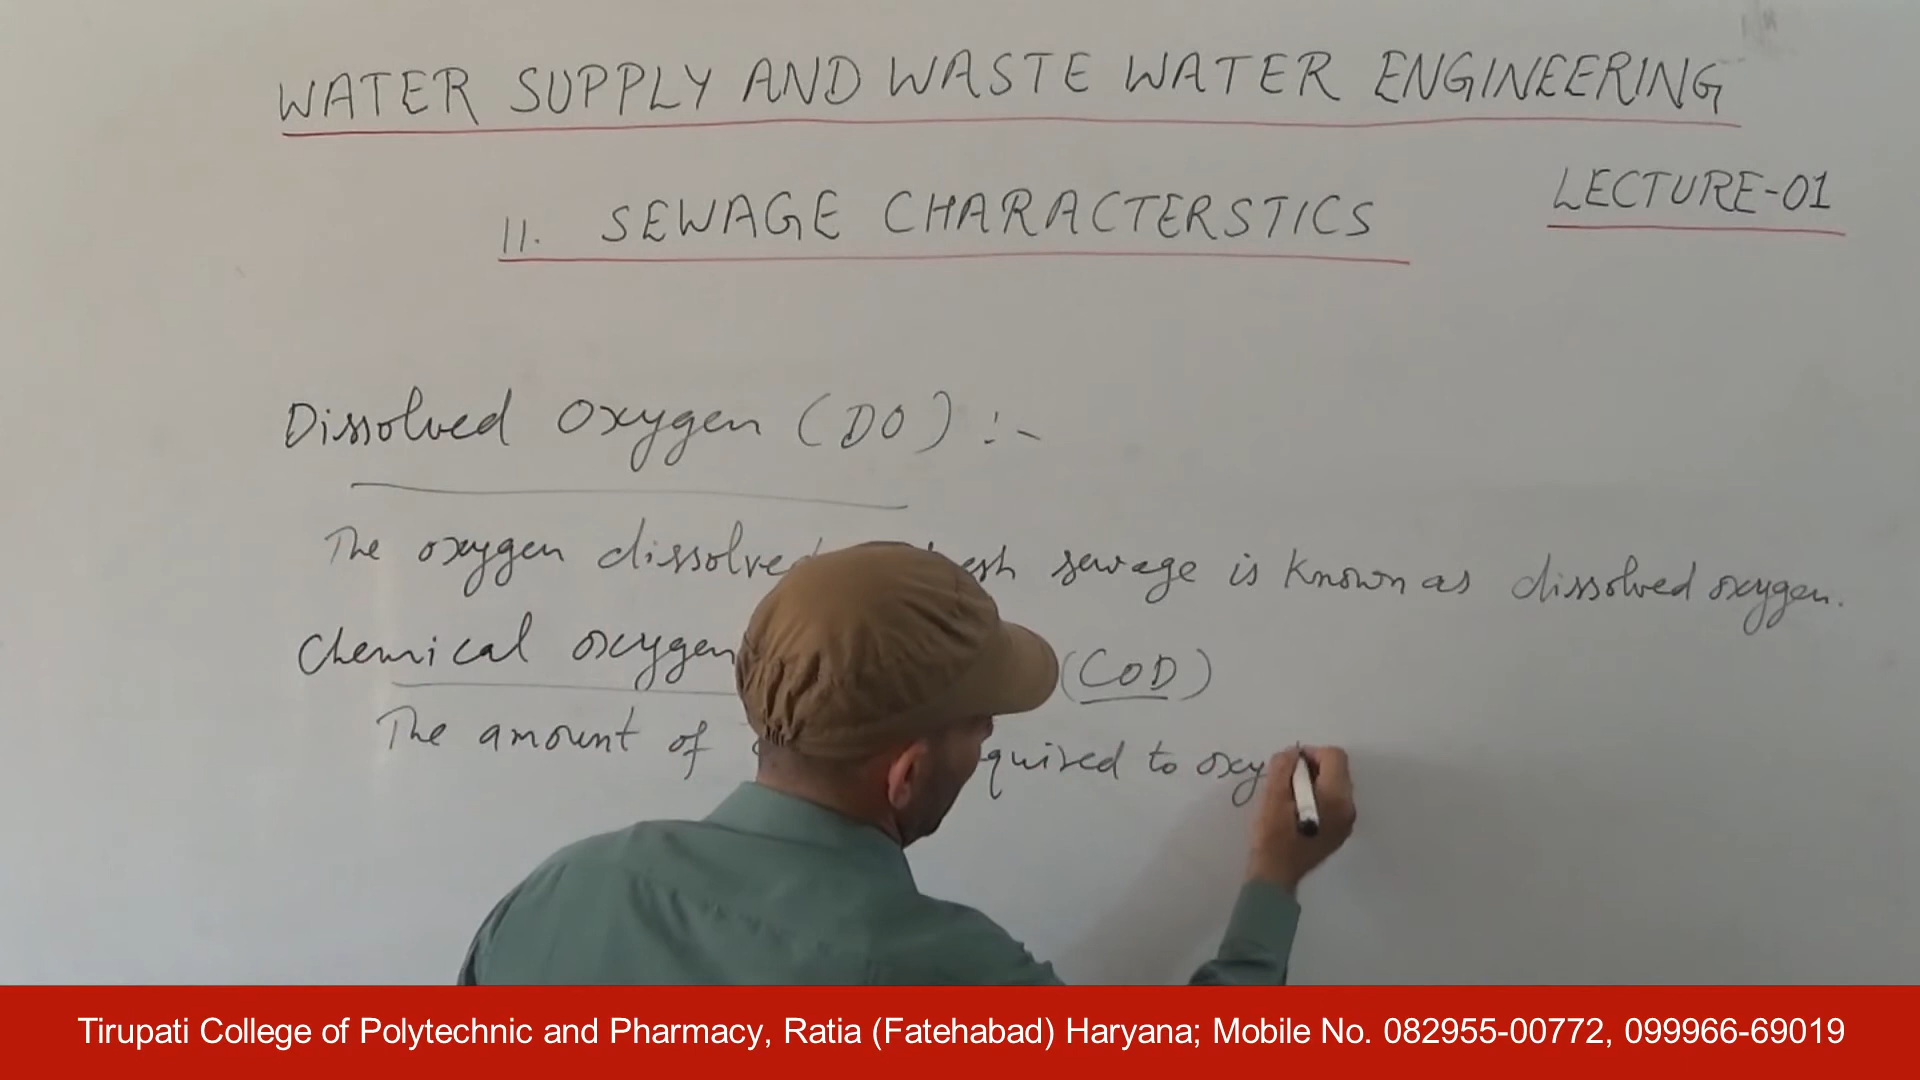 WATER SUPPLY AND WASTE WATER ENGINEERING
LECTURE-01
11. SEWAGE CHARACTERSTICS
Dissolved Oxygen (DO) :-
The oxygen dissolved sewage is known as dissolved oxygen.
Chemical oxygen (COD)
The amount of to
Tirupati College of Polytechnic and Pharmacy, Ratia (Fatehabad) Haryana; Mobile No. 082955-00772, 099966-69019